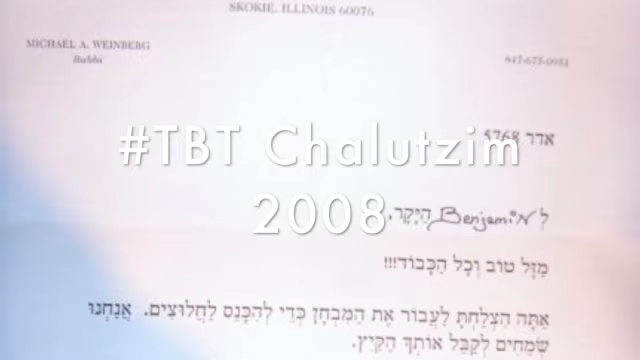 SKOKIE, ILLINOIS 60076
MICHAEL A. WEINBERG
Rabbi
847-675-0951
אדר 5768
#TBT Chalutzim
2008
ל Benjamin הַיָּקָר,
מַזָּל טוֹב וְכָל הַכָּבוֹד!!!
אַתָּה הִצְלַחְתָּ לַעֲבוֹר אֶת הַמִּבְחָן כְּדֵי לְהִכָּנֵס לַחֲלוּצִים. אֲנַחְנוּ
שְׂמֵחִים לְקַבֵּל אוֹתְךָ הַקַּיִץ.